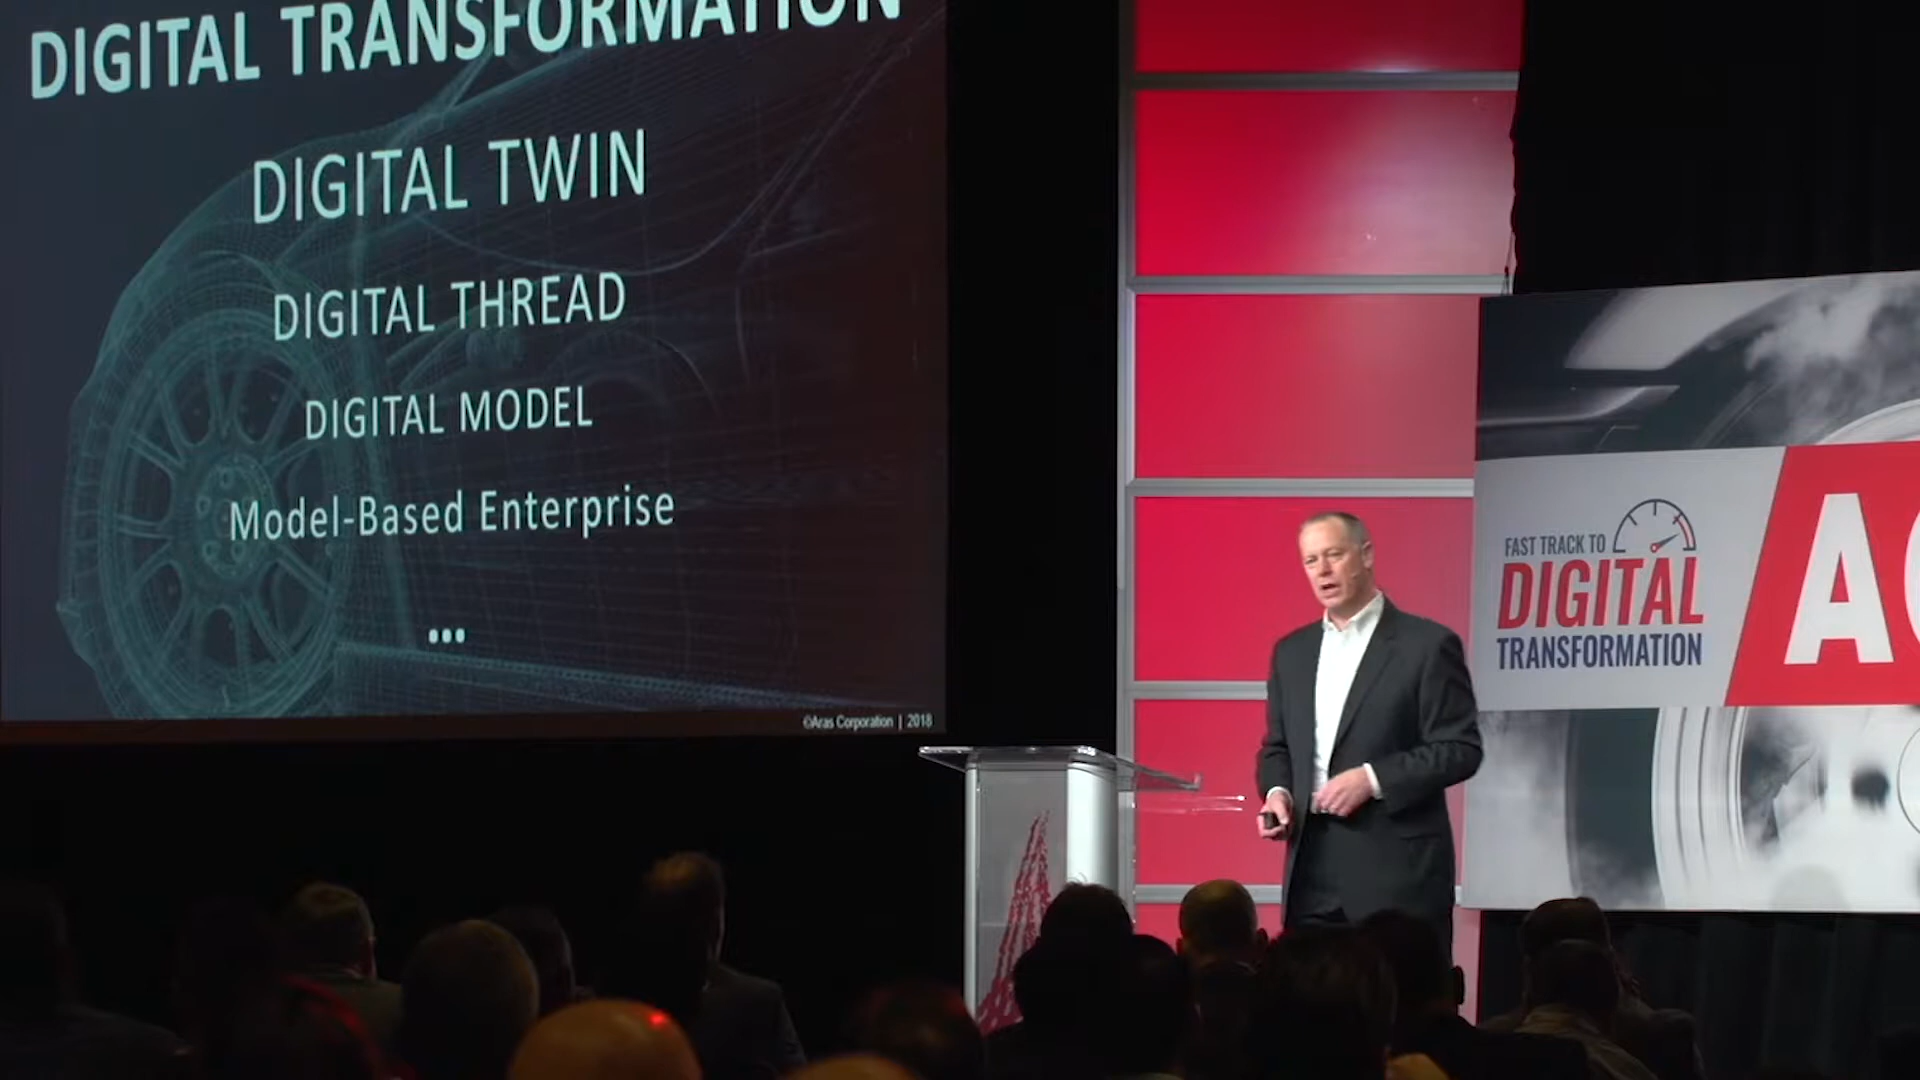 DIGITAL TRANSFORMATION
DIGITAL TWIN
DIGITAL THREAD
DIGITAL MODEL
Model-Based Enterprise
...
©Aras Corporation | 2018
FAST TRACK TO
DIGITAL
TRANSFORMATION
A